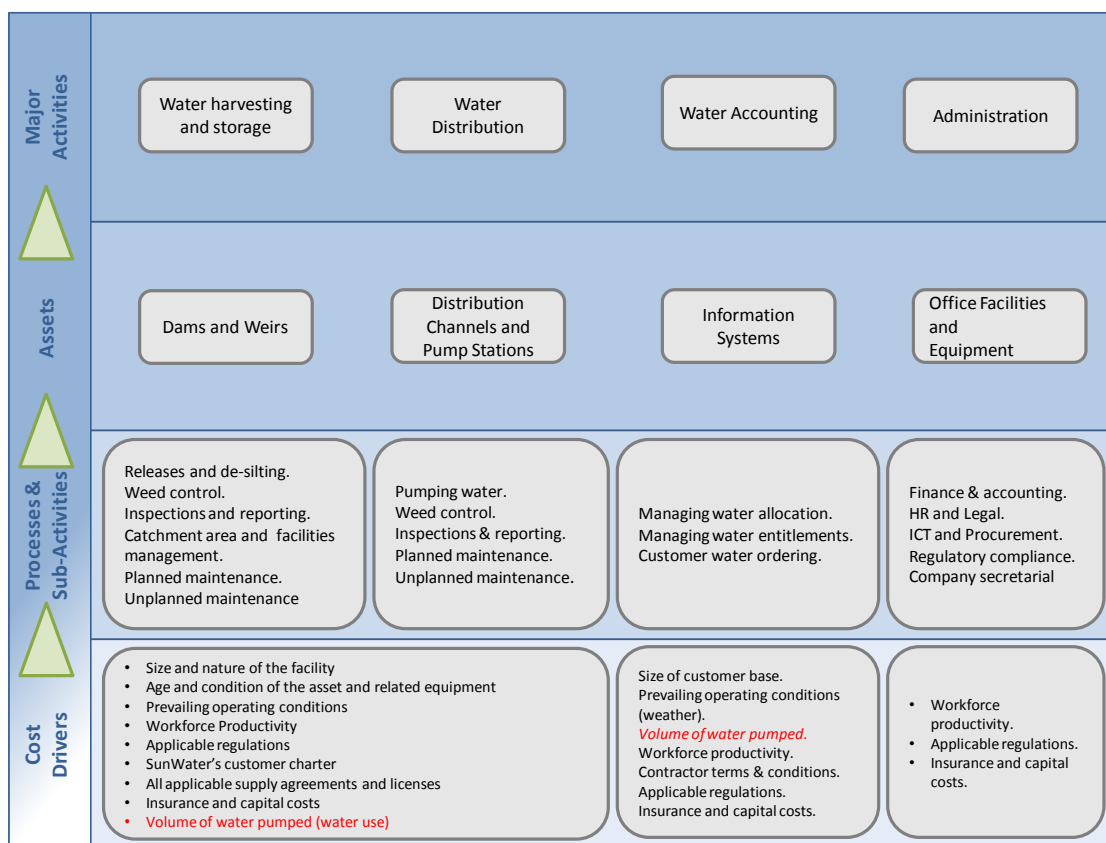 Major
Activities
Water harvesting
and storage
Water
Distribution
Water Accounting
Administration
Assets
Dams and Weirs
Distribution
Channels and
Pump Stations
Information
Systems
Office Facilities
and
Equipment
Processes &
Sub-Activities
Releases and de-silting.
Weed control.
Inspections and reporting.
Catchment area and facilities
management.
Planned maintenance.
Unplanned maintenance
Pumping water.
Weed control.
Inspections & reporting.
Planned maintenance.
Unplanned maintenance.
Managing water allocation.
Managing water entitlements.
Customer water ordering.
Finance & accounting.
HR and Legal.
ICT and Procurement.
Regulatory compliance.
Company secretarial
Cost
Drivers
• Size and nature of the facility
• Age and condition of the asset and related equipment
• Prevailing operating conditions
• Workforce Productivity
• Applicable regulations
• SunWater's customer charter
• All applicable supply agreements and licenses
• Insurance and capital costs
• Volume of water pumped (water use)
Size of customer base.
Prevailing operating conditions
(weather).
Volume of water pumped.
Workforce productivity.
Contractor terms & conditions.
Applicable regulations.
Insurance and capital costs.
• Workforce
productivity.
• Applicable regulations.
• Insurance and capital
costs.